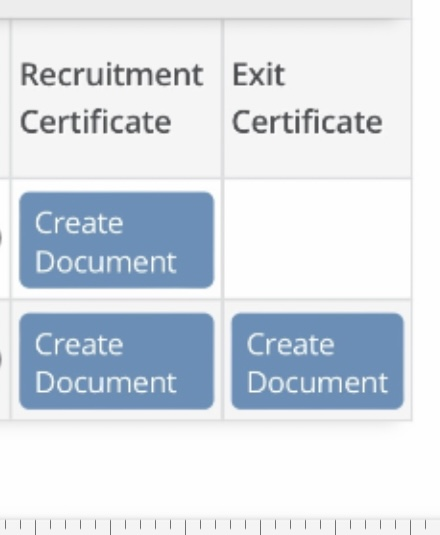 Recruitment
Certificate
Exit
Certificate
Create
Document
Create
Document
Create
Document